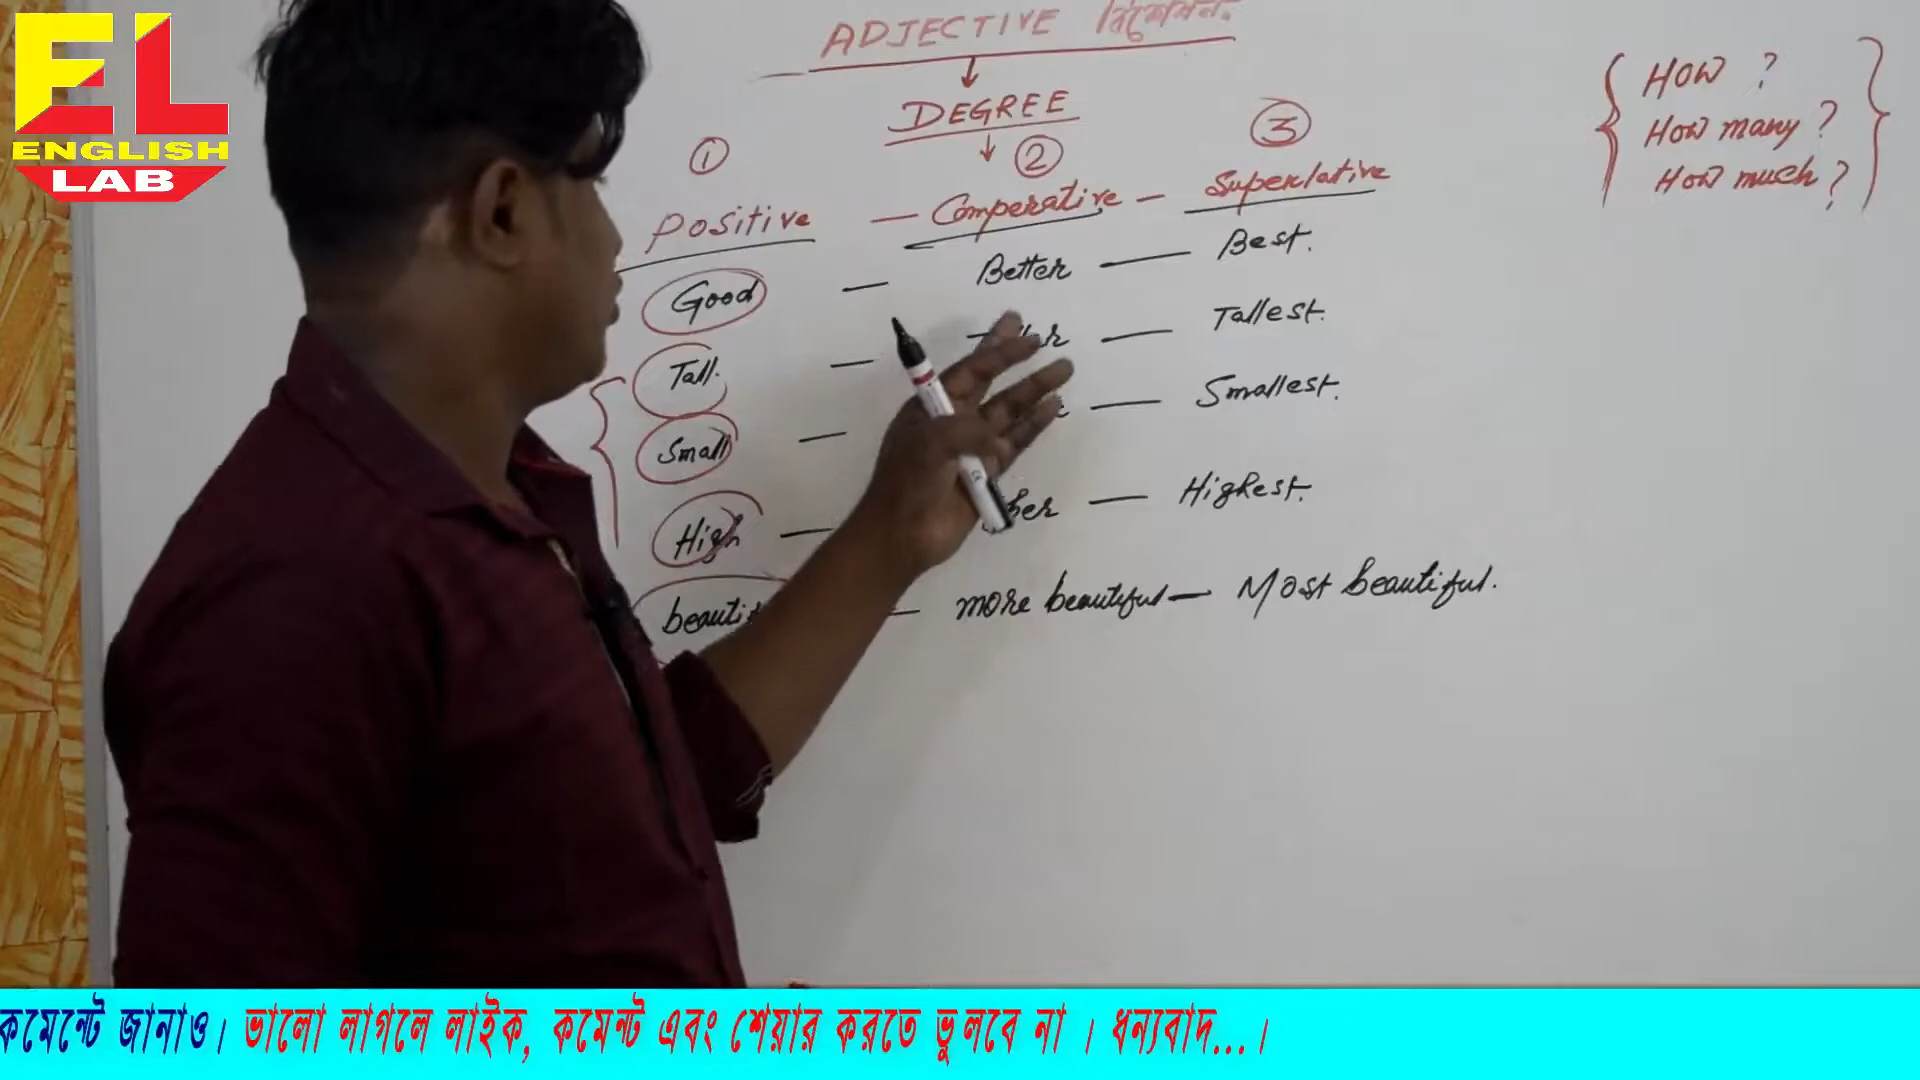 EL
ENGLISH
LAB
ADJECTIVE বিশেষণ.
DEGREE
① ② ③
Positive — Comperative — Superlative
Good — Better — Best.
Tall. — — Tallest.
Small — — Smallest.
High — — Highest.
— more beautiful — Most beautiful.
How ?
How many ?
How much ?
কমেন্টে জানাও। ভালো লাগলে লাইক, কমেন্ট এবং শেয়ার করতে ভুলবে না । ধন্যবাদ...।